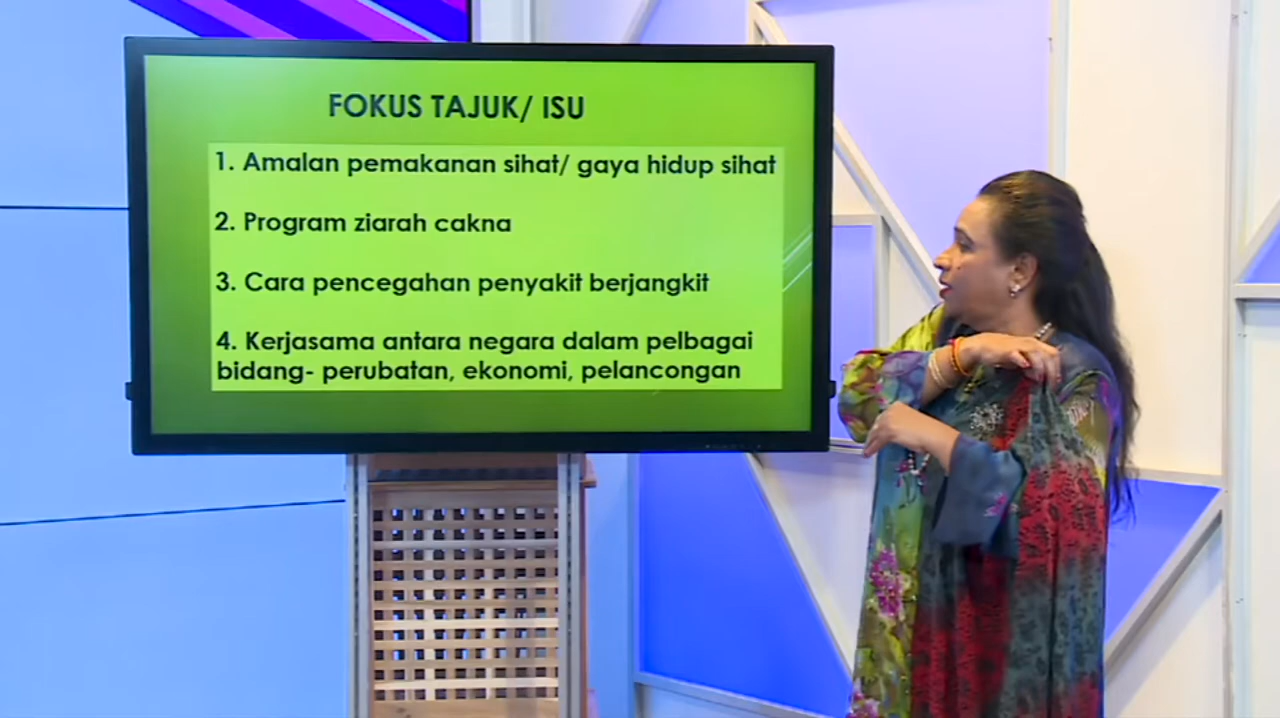 FOKUS TAJUK/ ISU
1. Amalan pemakanan sihat/ gaya hidup sihat
2. Program ziarah cakna
3. Cara pencegahan penyakit berjangkit
4. Kerjasama antara negara dalam pelbagai
bidang- perubatan, ekonomi, pelancongan